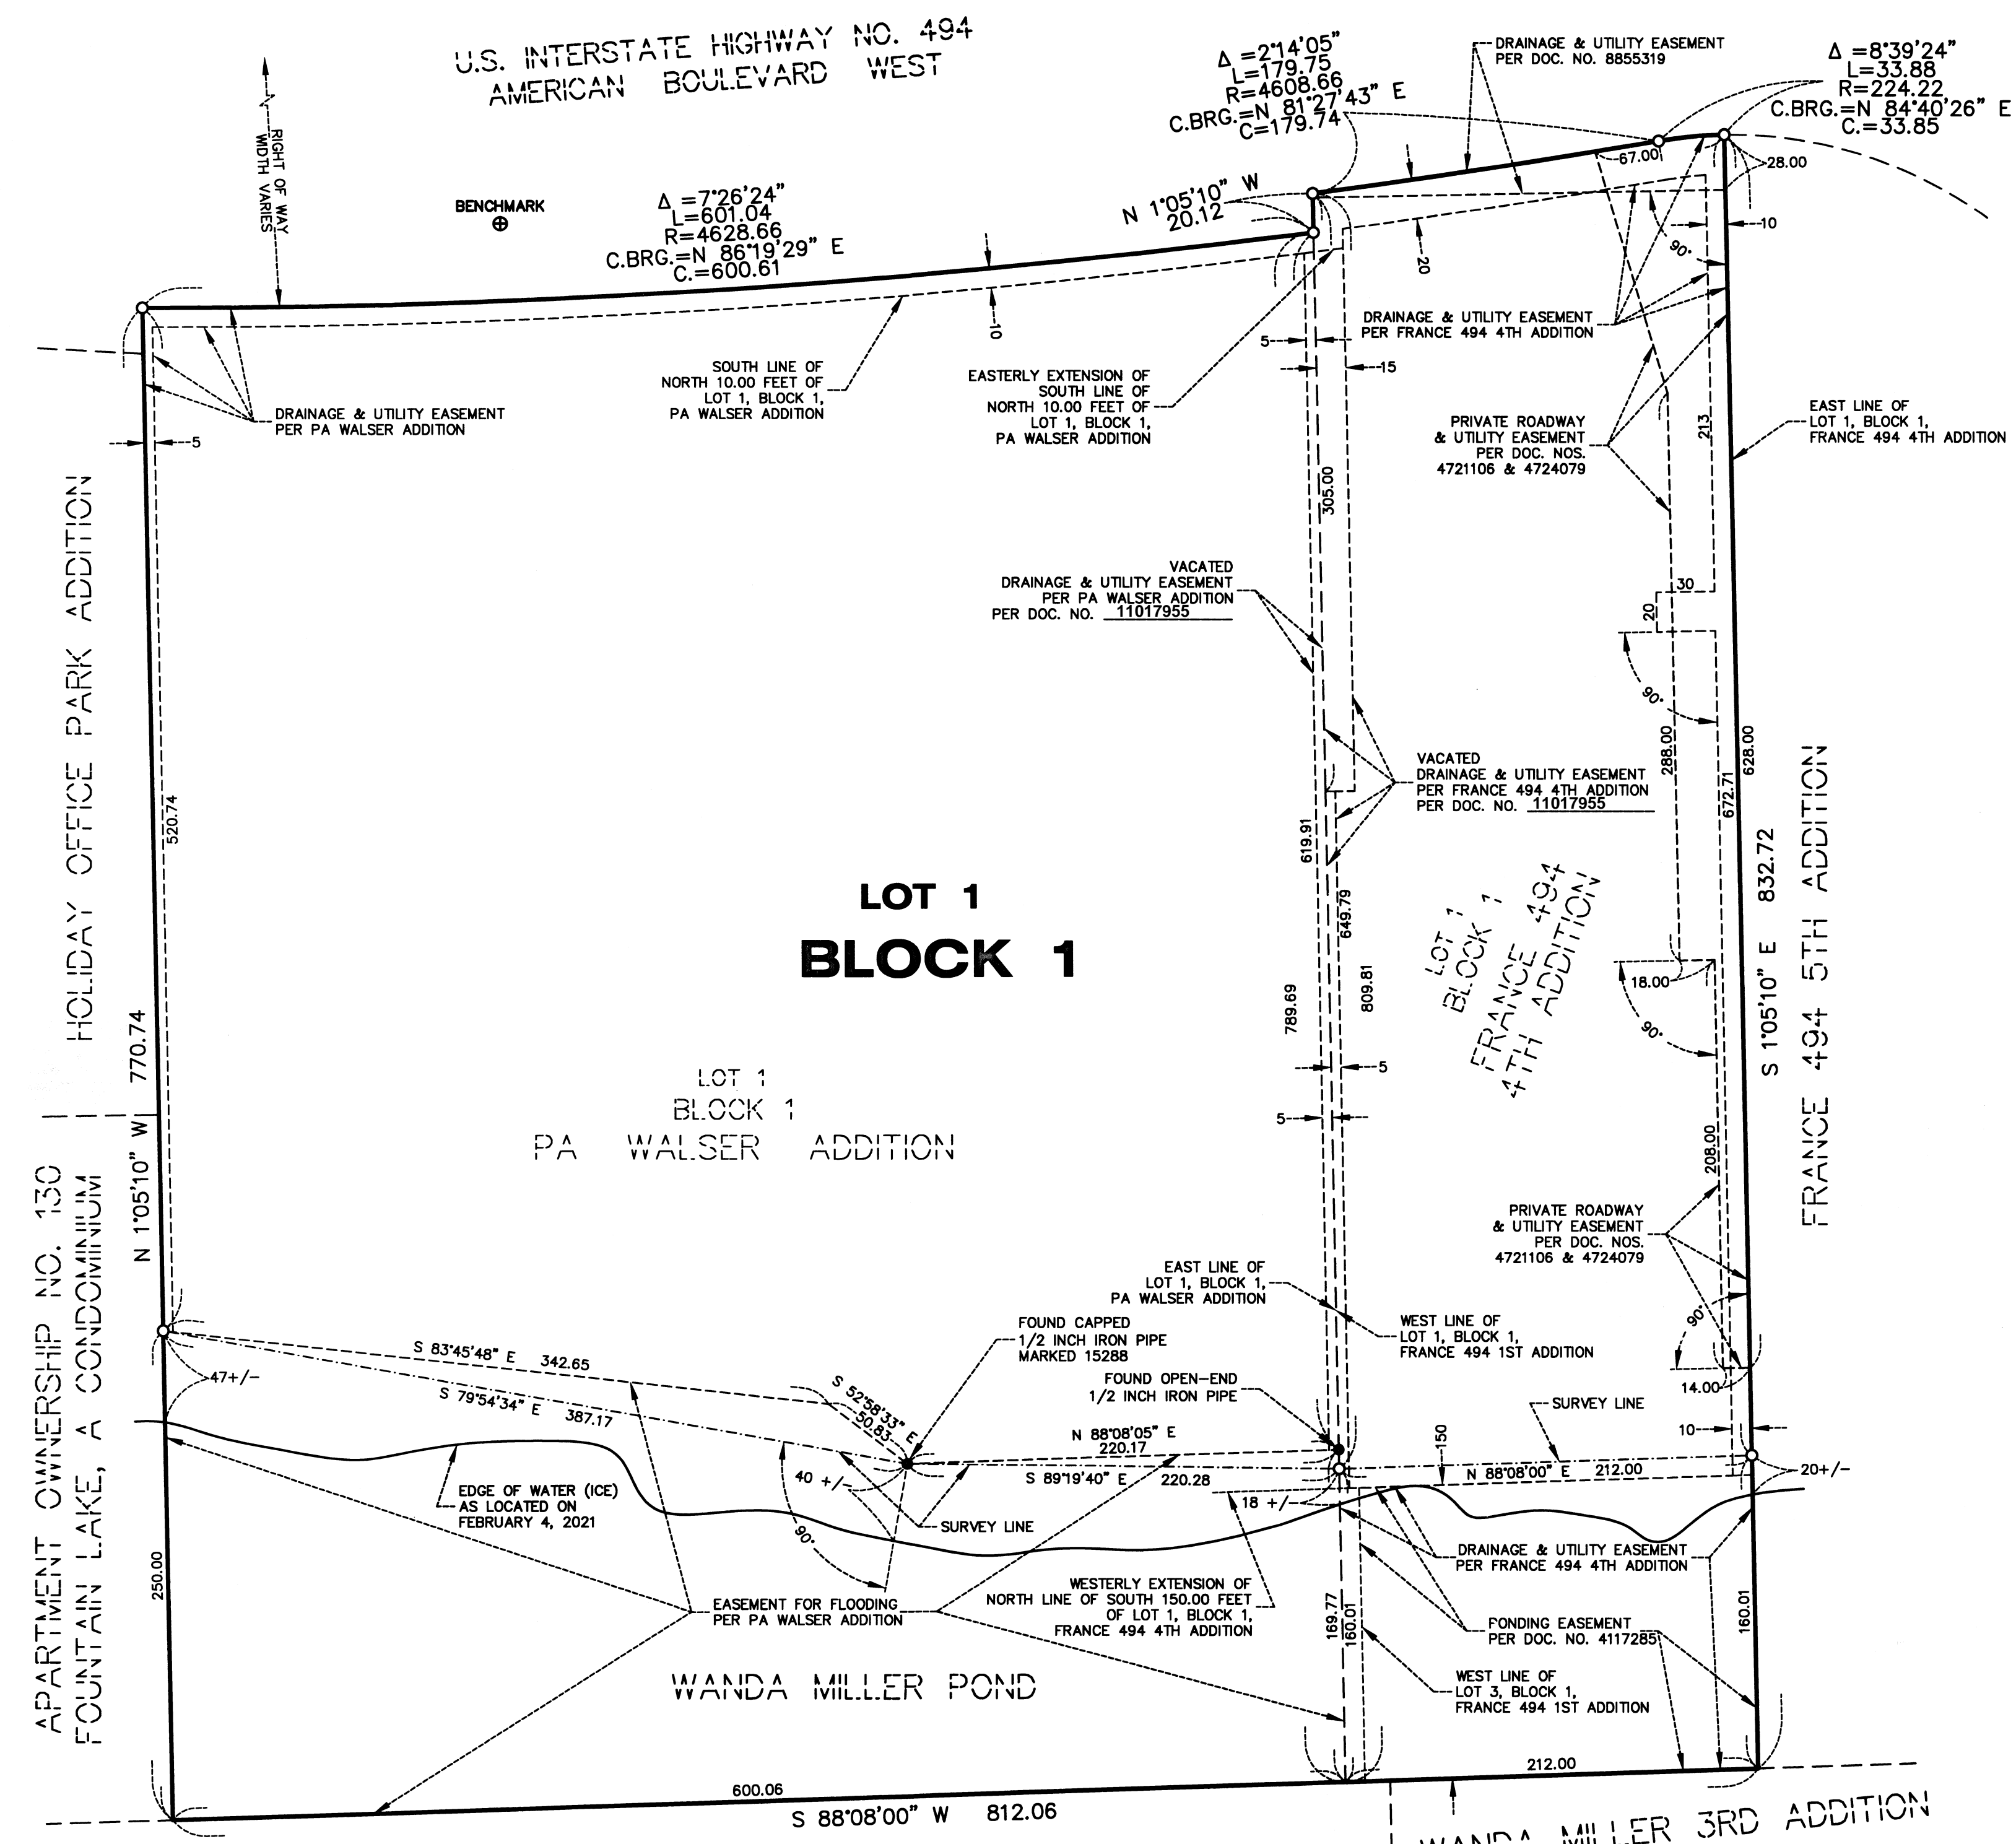 U.S. INTERSTATE HIGHWAY NO. 494
AMERICAN BOULEVARD WEST
RIGHT OF WAY
WIDTH VARIES
BENCHMARK
Δ =7°26'24"
L=601.04
R=4628.66
C.BRG.=N 86°19'29" E
C.=600.61
Δ =2°14'05"
L=179.75
R=4608.66
C.BRG.=N 81°27'43" E
C=179.74
N 1°05'10" W
20.12
DRAINAGE & UTILITY EASEMENT
PER DOC. NO. 8855319
Δ =8°39'24"
L=33.88
R=224.22
C.BRG.=N 84°40'26" E
C.=33.85
67.00
28.00
10
90°
20
10
5
15
DRAINAGE & UTILITY EASEMENT
PER FRANCE 494 4TH ADDITION
SOUTH LINE OF
NORTH 10.00 FEET OF
LOT 1, BLOCK 1,
PA WALSER ADDITION
EASTERLY EXTENSION OF
SOUTH LINE OF
NORTH 10.00 FEET OF
LOT 1, BLOCK 1,
PA WALSER ADDITION
DRAINAGE & UTILITY EASEMENT
PER PA WALSER ADDITION
5
PRIVATE ROADWAY
& UTILITY EASEMENT
PER DOC. NOS.
4721106 & 4724079
213
EAST LINE OF
LOT 1, BLOCK 1,
FRANCE 494 4TH ADDITION
305.00
HOLIDAY OFFICE PARK ADDITION
VACATED
DRAINAGE & UTILITY EASEMENT
PER PA WALSER ADDITION
PER DOC. NO. 11017955
30
20
90°
288.00
628.00
672.71
VACATED
DRAINAGE & UTILITY EASEMENT
PER FRANCE 494 4TH ADDITION
PER DOC. NO. 11017955
520.74
619.91
649.79
LOT 1
BLOCK 1
LOT 1
BLOCK 1
FRANCE 494
4TH ADDITION
S 1°05'10" E 832.72
FRANCE 494 5TH ADDITION
18.00
90°
789.69
809.81
N 1°05'10" W 770.74
LOT 1
BLOCK 1
PA WALSER ADDITION
5
5
208.00
APARTMENT OWNERSHIP NO. 130
FOUNTAIN LAKE, A CONDOMINIUM
PRIVATE ROADWAY
& UTILITY EASEMENT
PER DOC. NOS.
4721106 & 4724079
EAST LINE OF
LOT 1, BLOCK 1,
PA WALSER ADDITION
WEST LINE OF
LOT 1, BLOCK 1,
FRANCE 494 1ST ADDITION
FOUND CAPPED
1/2 INCH IRON PIPE
MARKED 15288
FOUND OPEN-END
1/2 INCH IRON PIPE
90°
14.00
10
S 83°45'48" E 342.65
S 79°54'34" E 387.17
47+/-
S 52°58'33" E
50.83
N 88°08'05" E
220.17
S 89°19'40" E 220.28
SURVEY LINE
150
N 88°08'00" E 212.00
20+/-
40 +/-
90°
18 +/-
EDGE OF WATER (ICE)
AS LOCATED ON
FEBRUARY 4, 2021
SURVEY LINE
DRAINAGE & UTILITY EASEMENT
PER FRANCE 494 4TH ADDITION
250.00
EASEMENT FOR FLOODING
PER PA WALSER ADDITION
WESTERLY EXTENSION OF
NORTH LINE OF SOUTH 150.00 FEET
OF LOT 1, BLOCK 1,
FRANCE 494 4TH ADDITION
169.77
160.01
160.01
FONDING EASEMENT
PER DOC. NO. 4117285
WEST LINE OF
LOT 3, BLOCK 1,
FRANCE 494 1ST ADDITION
WANDA MILLER POND
600.06
212.00
S 88°08'00" W 812.06
WANDA MILLER 3RD ADDITION